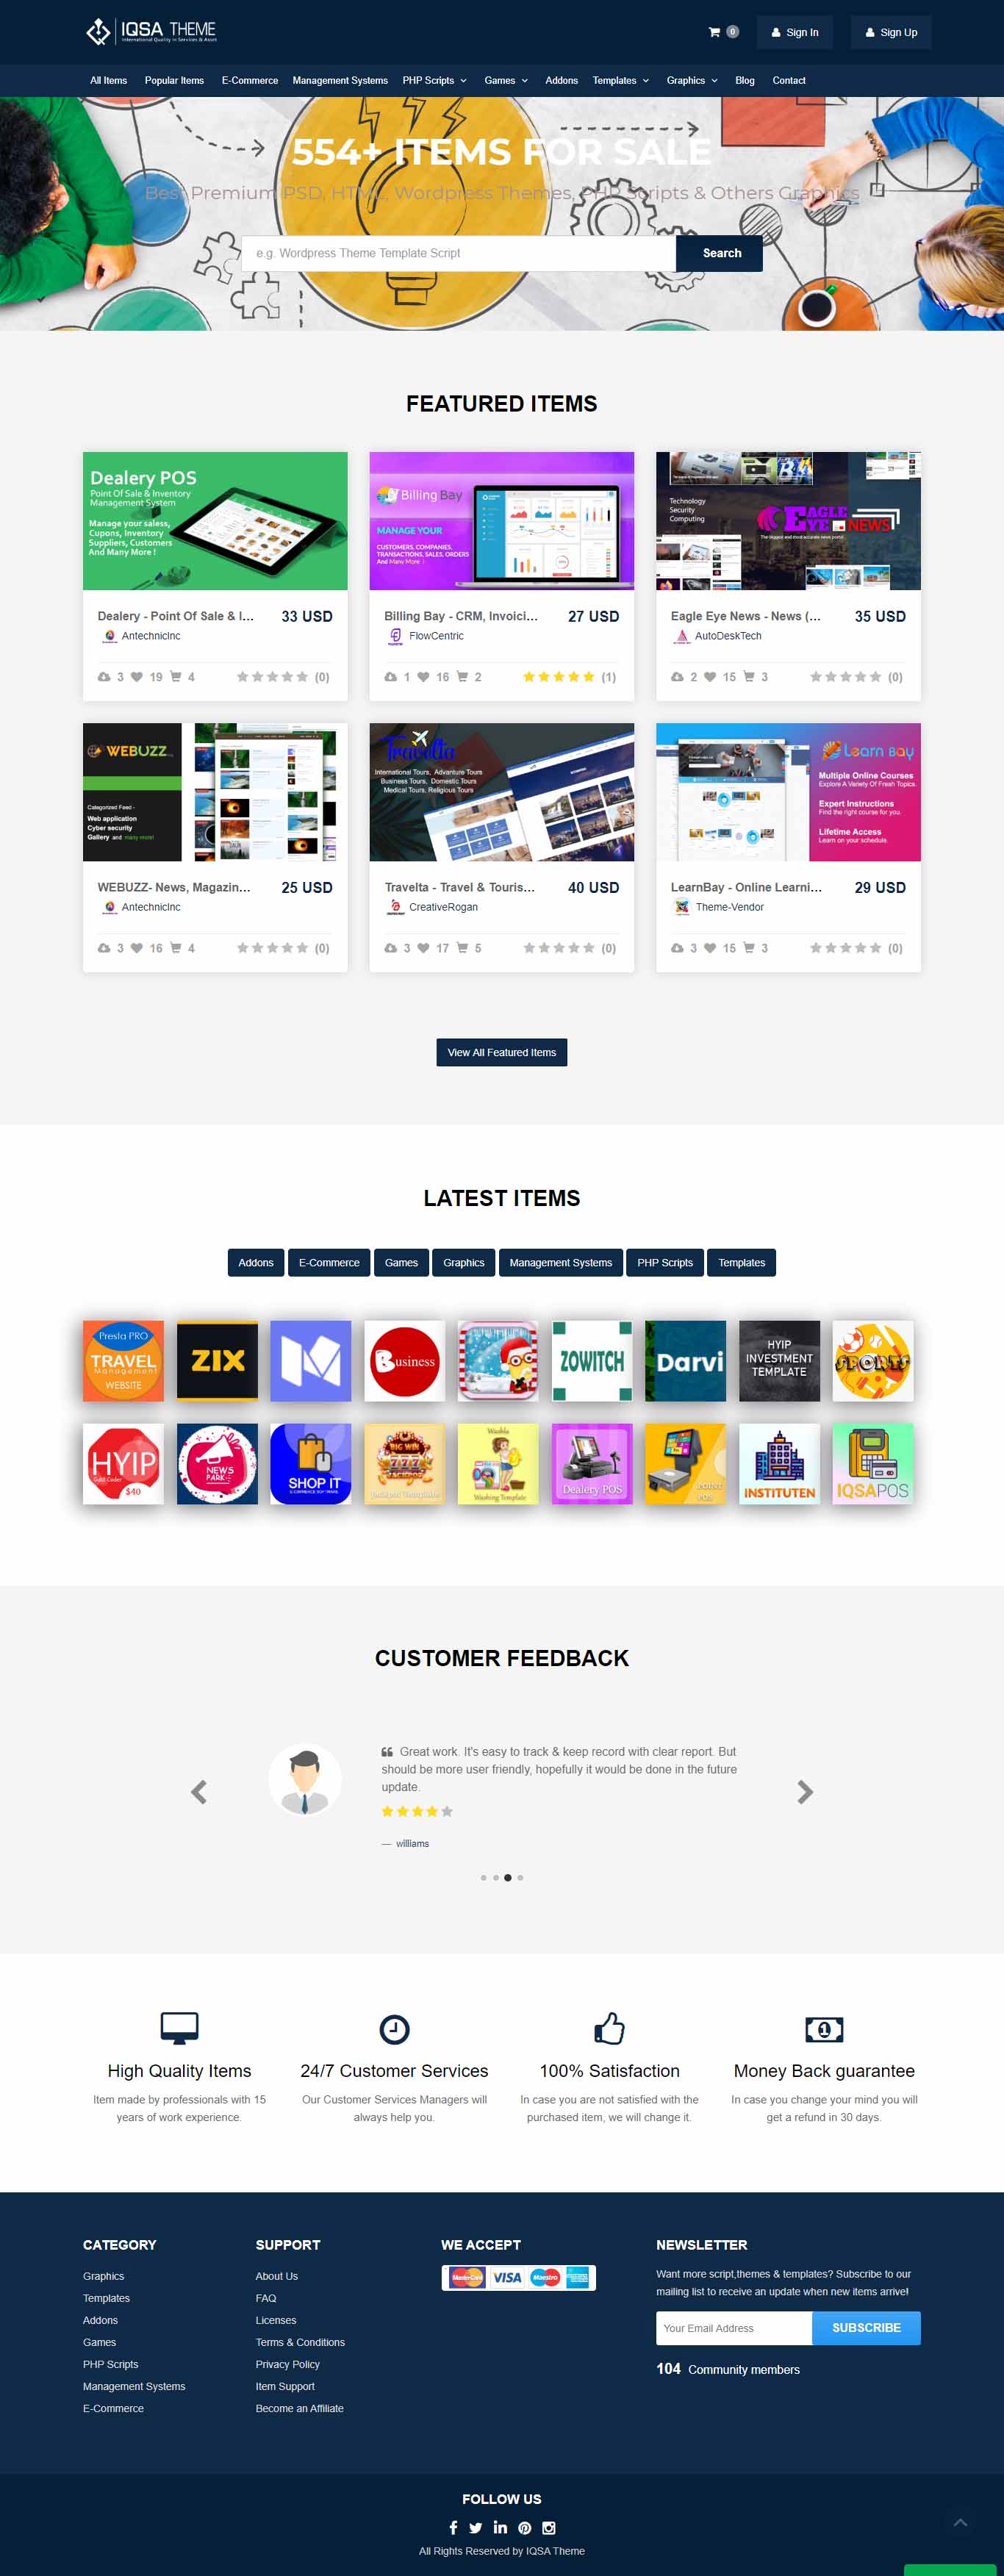 IQSA THEME
International Quality in Services & Asset
0
Sign In
Sign Up
All Items
Popular Items
E-Commerce
Management Systems
PHP Scripts
Games
Addons
Templates
Graphics
Blog
Contact
554+ ITEMS FOR SALE
Best Premium PSD, HTML, Wordpress Themes, PHP Scripts & Others Graphics
e.g. Wordpress Theme Template Script
Search
FEATURED ITEMS
Dealery POS
Point Of Sale & Inventory
Management System
Manage your saless,
Cupons, Inventory
Suppliers, Customers
And Many More !
Billing Bay
MANAGE YOUR
CUSTOMERS, COMPANIES,
TRANSACTIONS, SALES, ORDERS
And Many More !
Technology
Security
Computing
EAGLE
EYE NEWS
The biggest and most accurate news portal
Dealery - Point Of Sale & I...
33 USD
AntechnicInc
3 19 4 (0)
Billing Bay - CRM, Invoici...
27 USD
FlowCentric
1 16 2 (1)
Eagle Eye News - News (...
35 USD
AutoDeskTech
2 15 3 (0)
WEBUZZ
Categorized Feed -
Web application
Cyber security
Gallery and many more!
Travelta
International Tours, Advanture Tours
Business Tours, Domestic Tours
Medical Tours, Religious Tours
Learn Bay
Multiple Online Courses
Explore A Variety Of Fresh Topics
Expert Instructions
Find the right course for you.
Lifetime Access
Learn on your schedule.
WEBUZZ- News, Magazin...
25 USD
AntechnicInc
3 16 4 (0)
Travelta - Travel & Touris...
40 USD
CreativeRogan
3 17 5 (0)
LearnBay - Online Learni...
29 USD
Theme-Vendor
3 15 3 (0)
View All Featured Items
LATEST ITEMS
Addons
E-Commerce
Games
Graphics
Management Systems
PHP Scripts
Templates
Presta PRO
TRAVEL
Management
WEBSITE
ZIX
Business
ZOWITCH
Darvi
HYIP
INVESTMENT
TEMPLATE
SPORTS
HYIP
Gold Coder
$40
NEWS
PARK
SHOP IT
BIG WIN
777
JACKPOT
Jackpot Template
Washla
Washing Template
Dealery POS
POINT
POS
INSTITUTEN
IQSAPOS
CUSTOMER FEEDBACK
Great work. It's easy to track & keep record with clear report. But
should be more user friendly, hopefully it would be done in the future
update.
— williams
High Quality Items
Item made by professionals with 15
years of work experience.
24/7 Customer Services
Our Customer Services Managers will
always help you.
100% Satisfaction
In case you are not satisfied with the
purchased item, we will change it.
Money Back guarantee
In case you change your mind you will
get a refund in 30 days.
CATEGORY
Graphics
Templates
Addons
Games
PHP Scripts
Management Systems
E-Commerce
SUPPORT
About Us
FAQ
Licenses
Terms & Conditions
Privacy Policy
Item Support
Become an Affiliate
WE ACCEPT
MasterCard
VISA
Maestro
NEWSLETTER
Want more script,themes & templates? Subscribe to our
mailing list to receive an update when new items arrive!
Your Email Address
SUBSCRIBE
104 Community members
FOLLOW US
All Rights Reserved by IQSA Theme